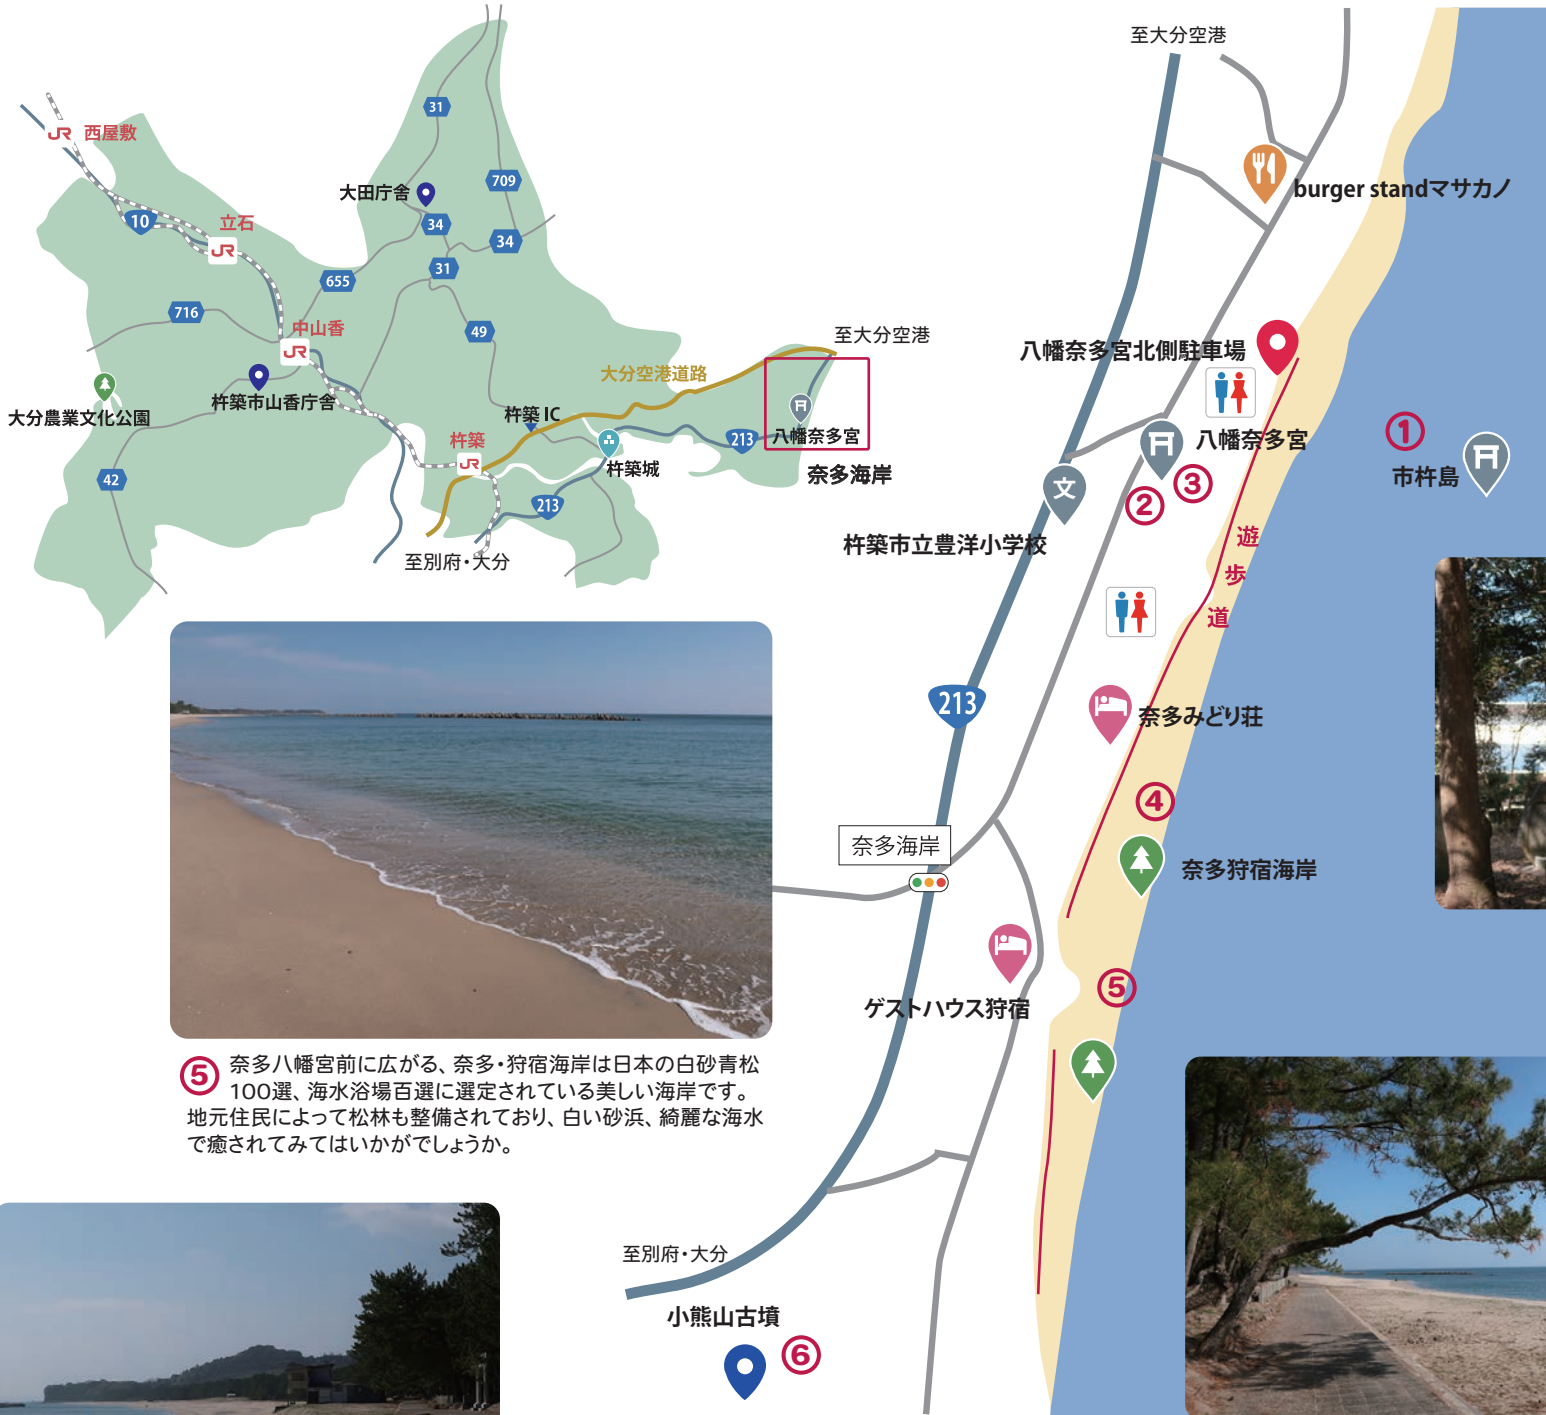 西屋敷
10
立石
716
中山香
大分農業文化公園
杵築市山香庁舎
42
655
大田庁舎
31
709
34
34
31
49
大分空港道路
至大分空港
杵築 IC
杵築
杵築城
213
213
八幡奈多宮
奈多海岸
至別府・大分
至大分空港
burger standマサカノ
八幡奈多宮北側駐車場
八幡奈多宮
①
市杵島
②
③
文
杵築市立豊洋小学校
遊
歩
道
213
奈多みどり荘
④
奈多海岸
奈多狩宿海岸
⑤
ゲストハウス狩宿
⑤ 奈多八幡宮前に広がる、奈多・狩宿海岸は日本の白砂青松
100選、海水浴場百選に選定されている美しい海岸です。
地元住民によって松林も整備されており、白い砂浜、綺麗な海水
で癒されてみてはいかがでしょうか。
至別府・大分
小熊山古墳
⑥
JR
JR
JR
JR